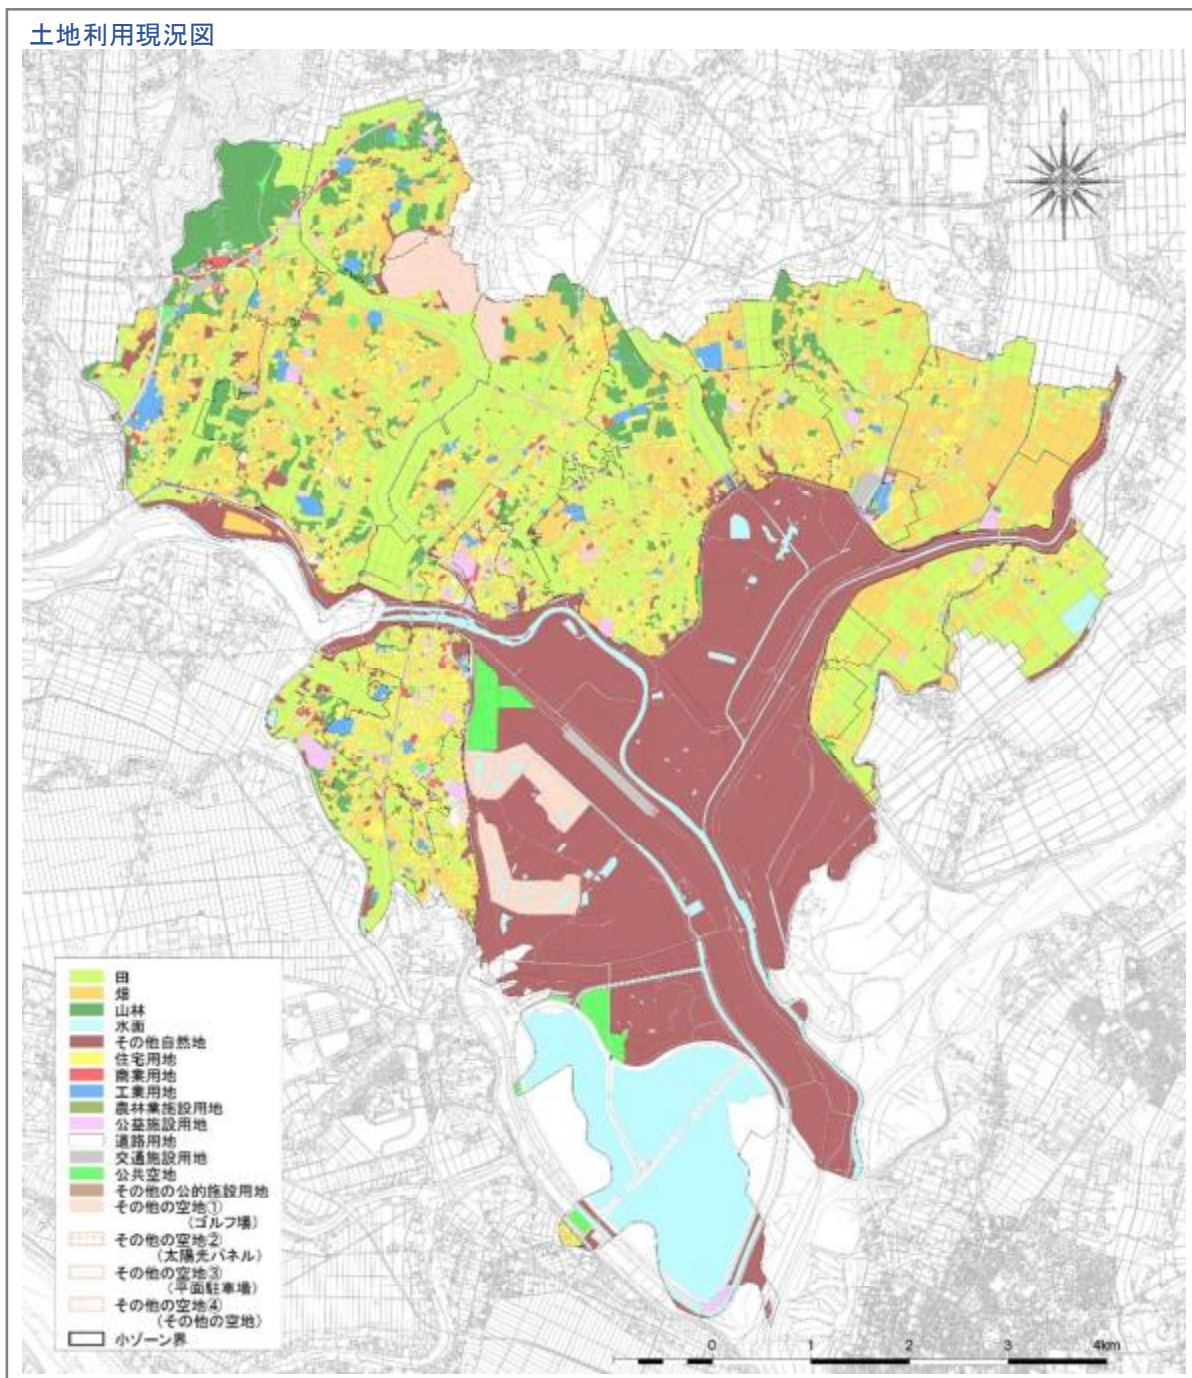 土地利用現況図
田
畑
山林
水面
その他自然地
住宅用地
商業用地
工業用地
農林業施設用地
公益施設用地
道路用地
交通施設用地
公共空地
その他の公的施設用地
その他の空地①
(ゴルフ場)
その他の空地②
(太陽光パネル)
その他の空地③
(平面駐車場)
その他の空地④
(その他の空地)
小ゾーン界
0 1 2 3 4km